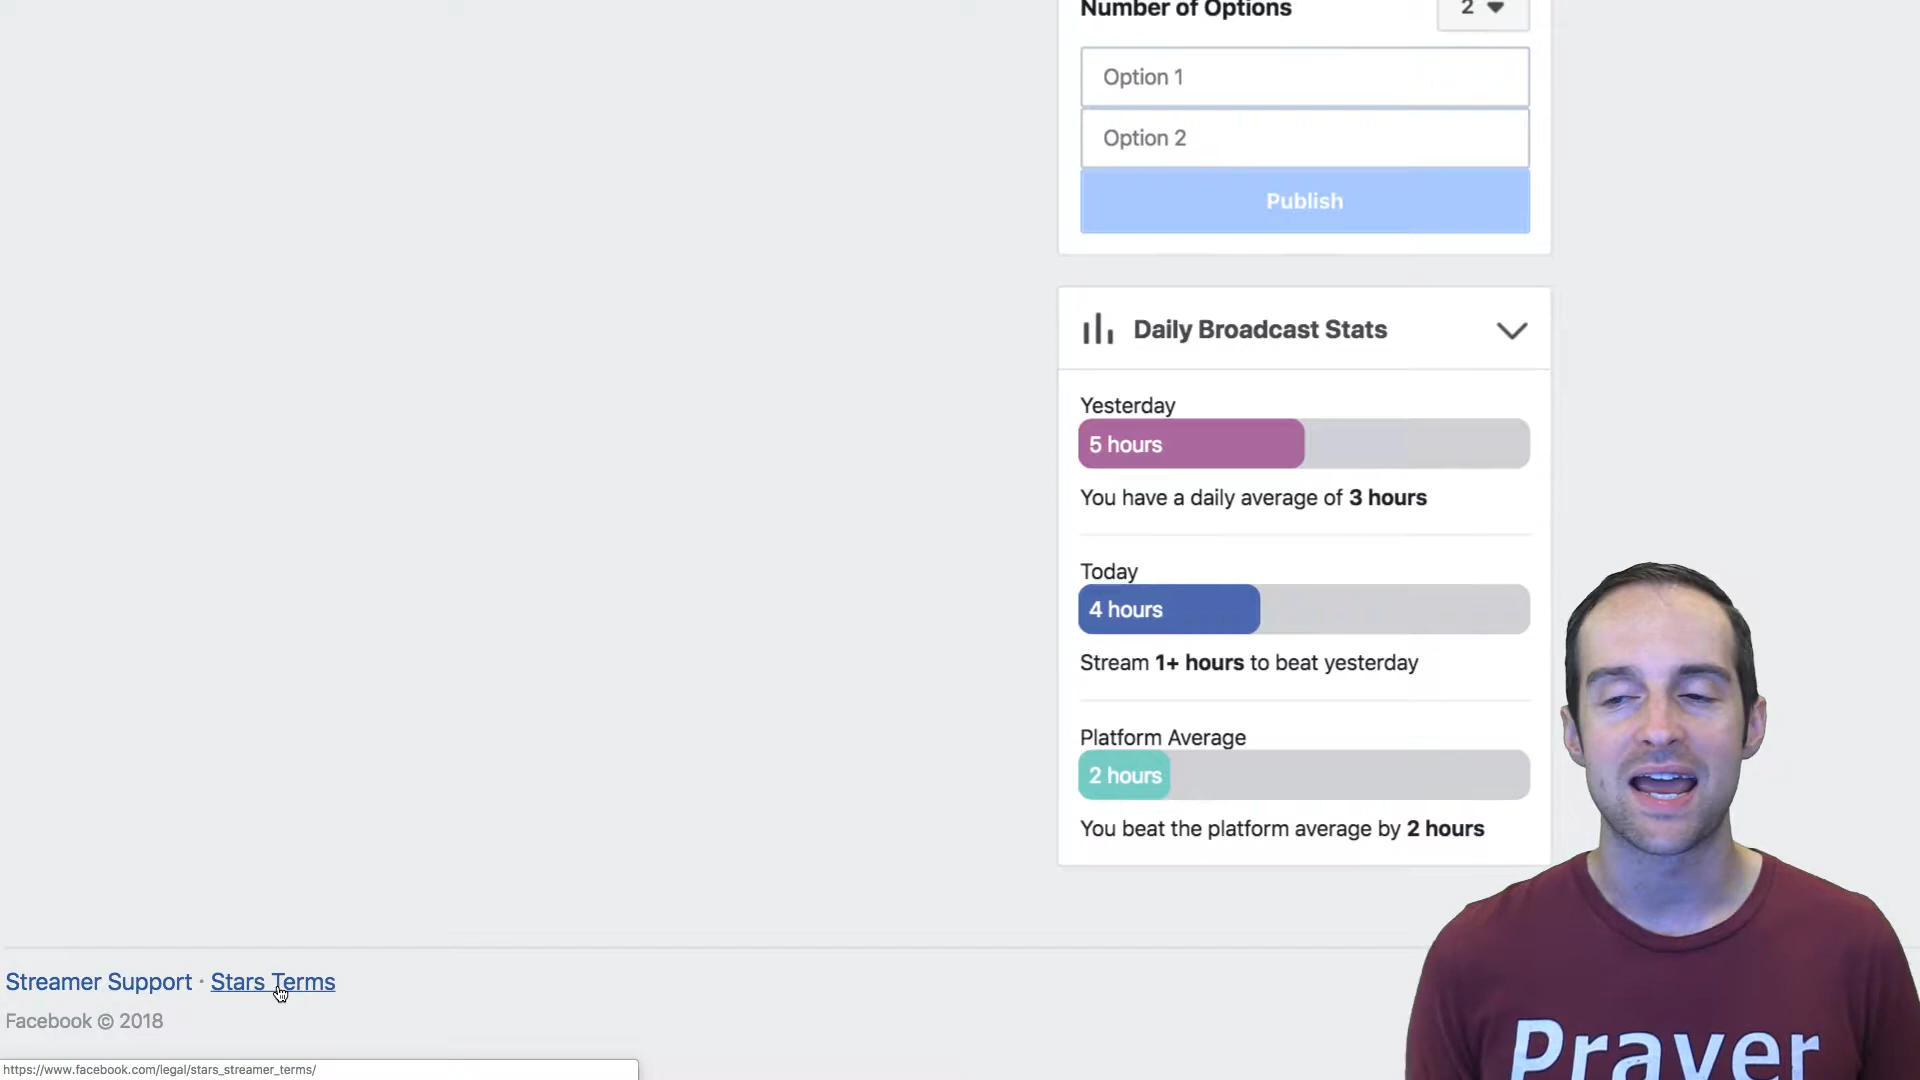 Number of Options
2
Option 1
Option 2
Publish
Daily Broadcast Stats
Yesterday
5 hours
You have a daily average of 3 hours
Today
4 hours
Stream 1+ hours to beat yesterday
Platform Average
2 hours
You beat the platform average by 2 hours
Streamer Support · Stars Terms
Facebook © 2018
https://www.facebook.com/legal/stars_streamer_terms/
Prayer